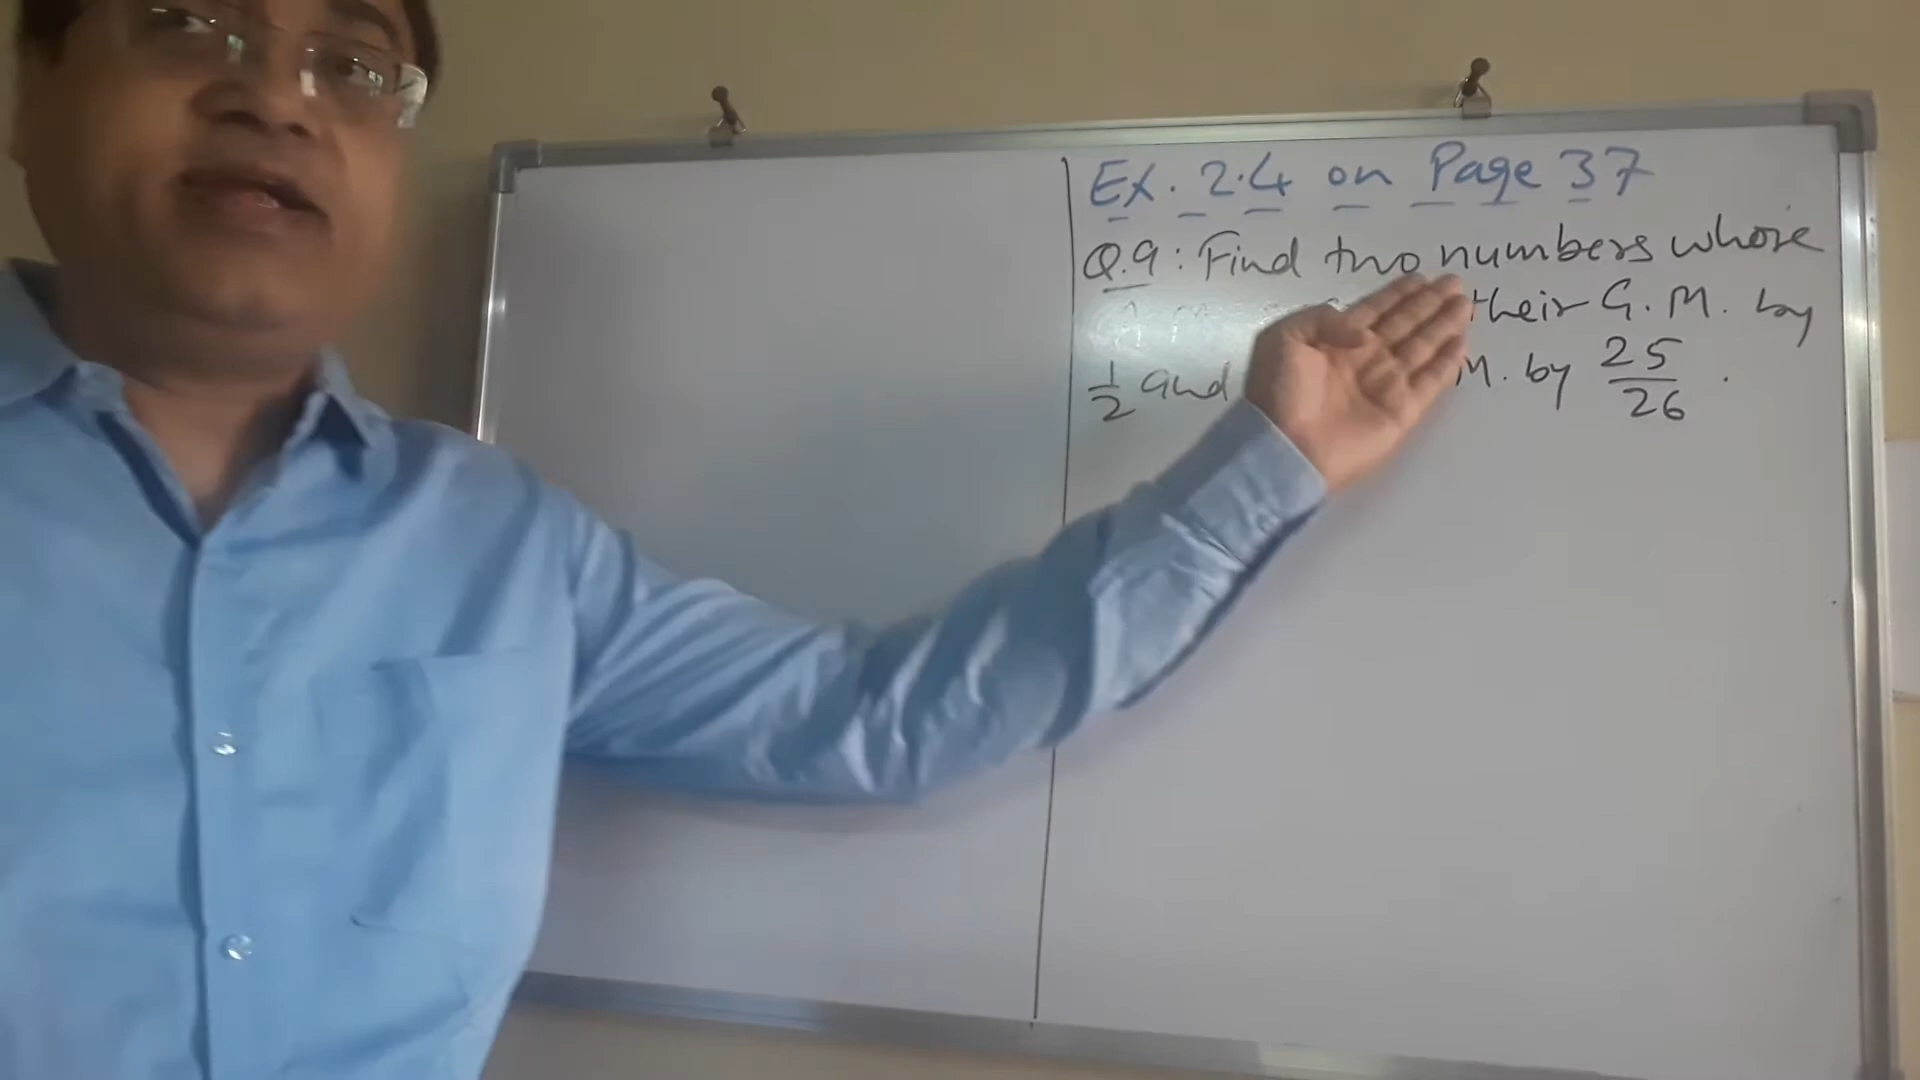 Ex. 2.4 on Page 37
Q.9: Find two numbers whose
their G.M. by
1/2 and M. by 25/26.